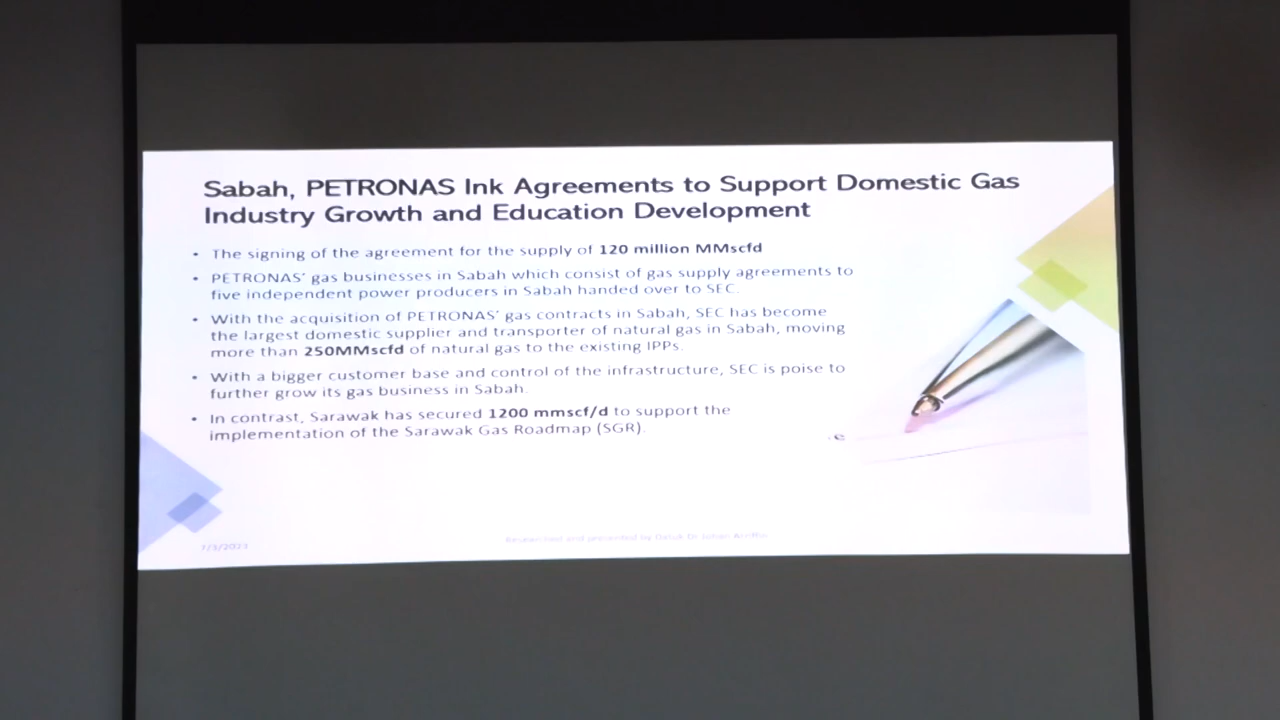 Sabah, PETRONAS Ink Agreements to Support Domestic Gas
Industry Growth and Education Development
• The signing of the agreement for the supply of 120 million MMscfd
• PETRONAS’ gas businesses in Sabah which consist of gas supply agreements to
five independent power producers in Sabah handed over to SEC.
• With the acquisition of PETRONAS’ gas contracts in Sabah, SEC has become
the largest domestic supplier and transporter of natural gas in Sabah, moving
more than 250MMscfd of natural gas to the existing IPPs.
• With a bigger customer base and control of the infrastructure, SEC is poise to
further grow its gas business in Sabah.
• In contrast, Sarawak has secured 1200 mmscf/d to support the
implementation of the Sarawak Gas Roadmap (SGR).
Researched and presented by Datuk Dr